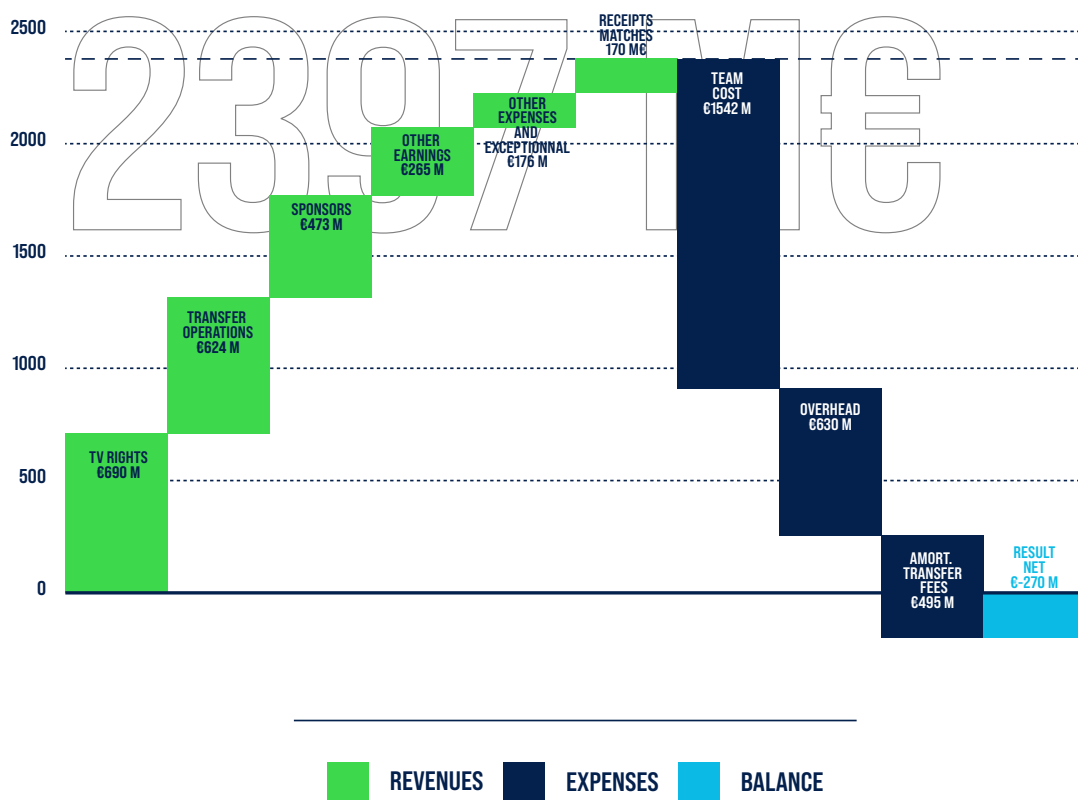 2397 M€
2500
2000
1500
1000
500
0
TV RIGHTS
€690 M
TRANSFER
OPERATIONS
€624 M
SPONSORS
€473 M
OTHER
EARNINGS
€265 M
OTHER
EXPENSES
AND
EXCEPTIONNAL
€176 M
RECEIPTS
MATCHES
170 M€
TEAM
COST
€1542 M
OVERHEAD
€630 M
AMORT.
TRANSFER
FEES
€495 M
RESULT
NET
€-270 M
REVENUES
EXPENSES
BALANCE